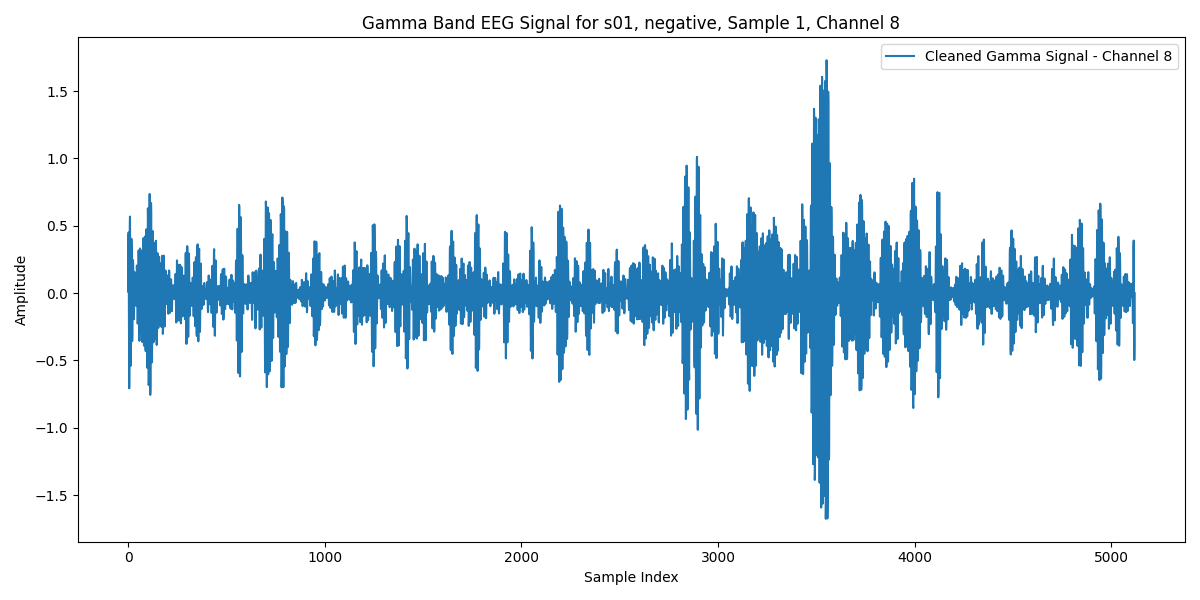 Gamma Band EEG Signal for s01, negative, Sample 1, Channel 8
Cleaned Gamma Signal - Channel 8
Amplitude
1.5
1.0
0.5
0.0
−0.5
−1.0
−1.5
0 1000 2000 3000 4000 5000
Sample Index